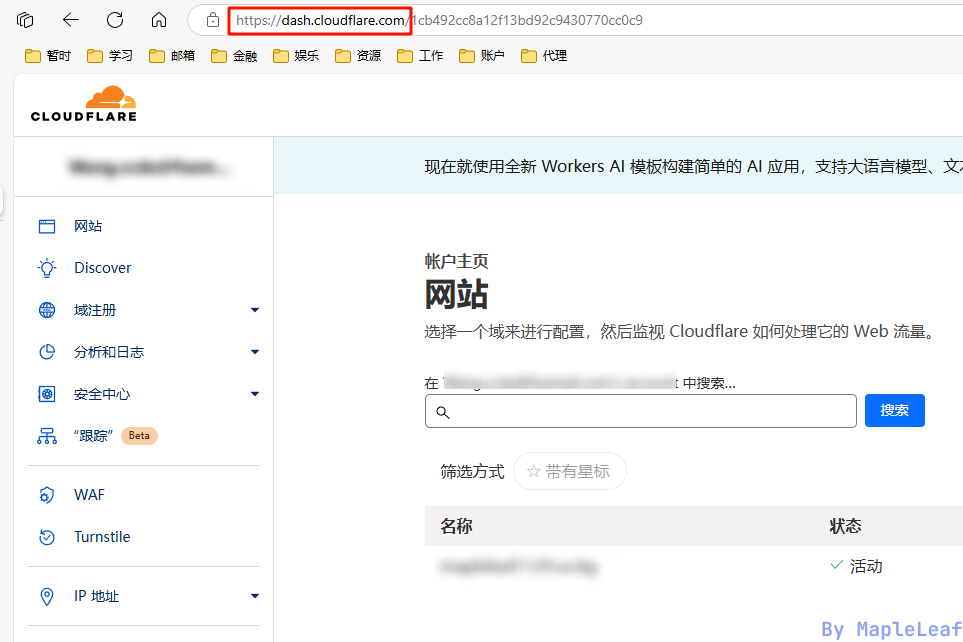 https://dash.cloudflare.com/1cb492cc8a12f13bd92c9430770cc0c9
暂时 学习 邮箱 金融 娱乐 资源 工作 账户 代理
CLOUDFLARE
现在就使用全新 Workers AI 模板构建简单的 AI 应用，支持大语言模型、文
网站
Discover
域注册
分析和日志
安全中心
“跟踪” Beta
WAF
Turnstile
IP 地址
帐户主页
网站
选择一个域来进行配置，然后监视 Cloudflare 如何处理它的 Web 流量。
在 中搜索...
搜索
筛选方式 ☆ 带有星标
名称 状态
活动
By MapleLeaf